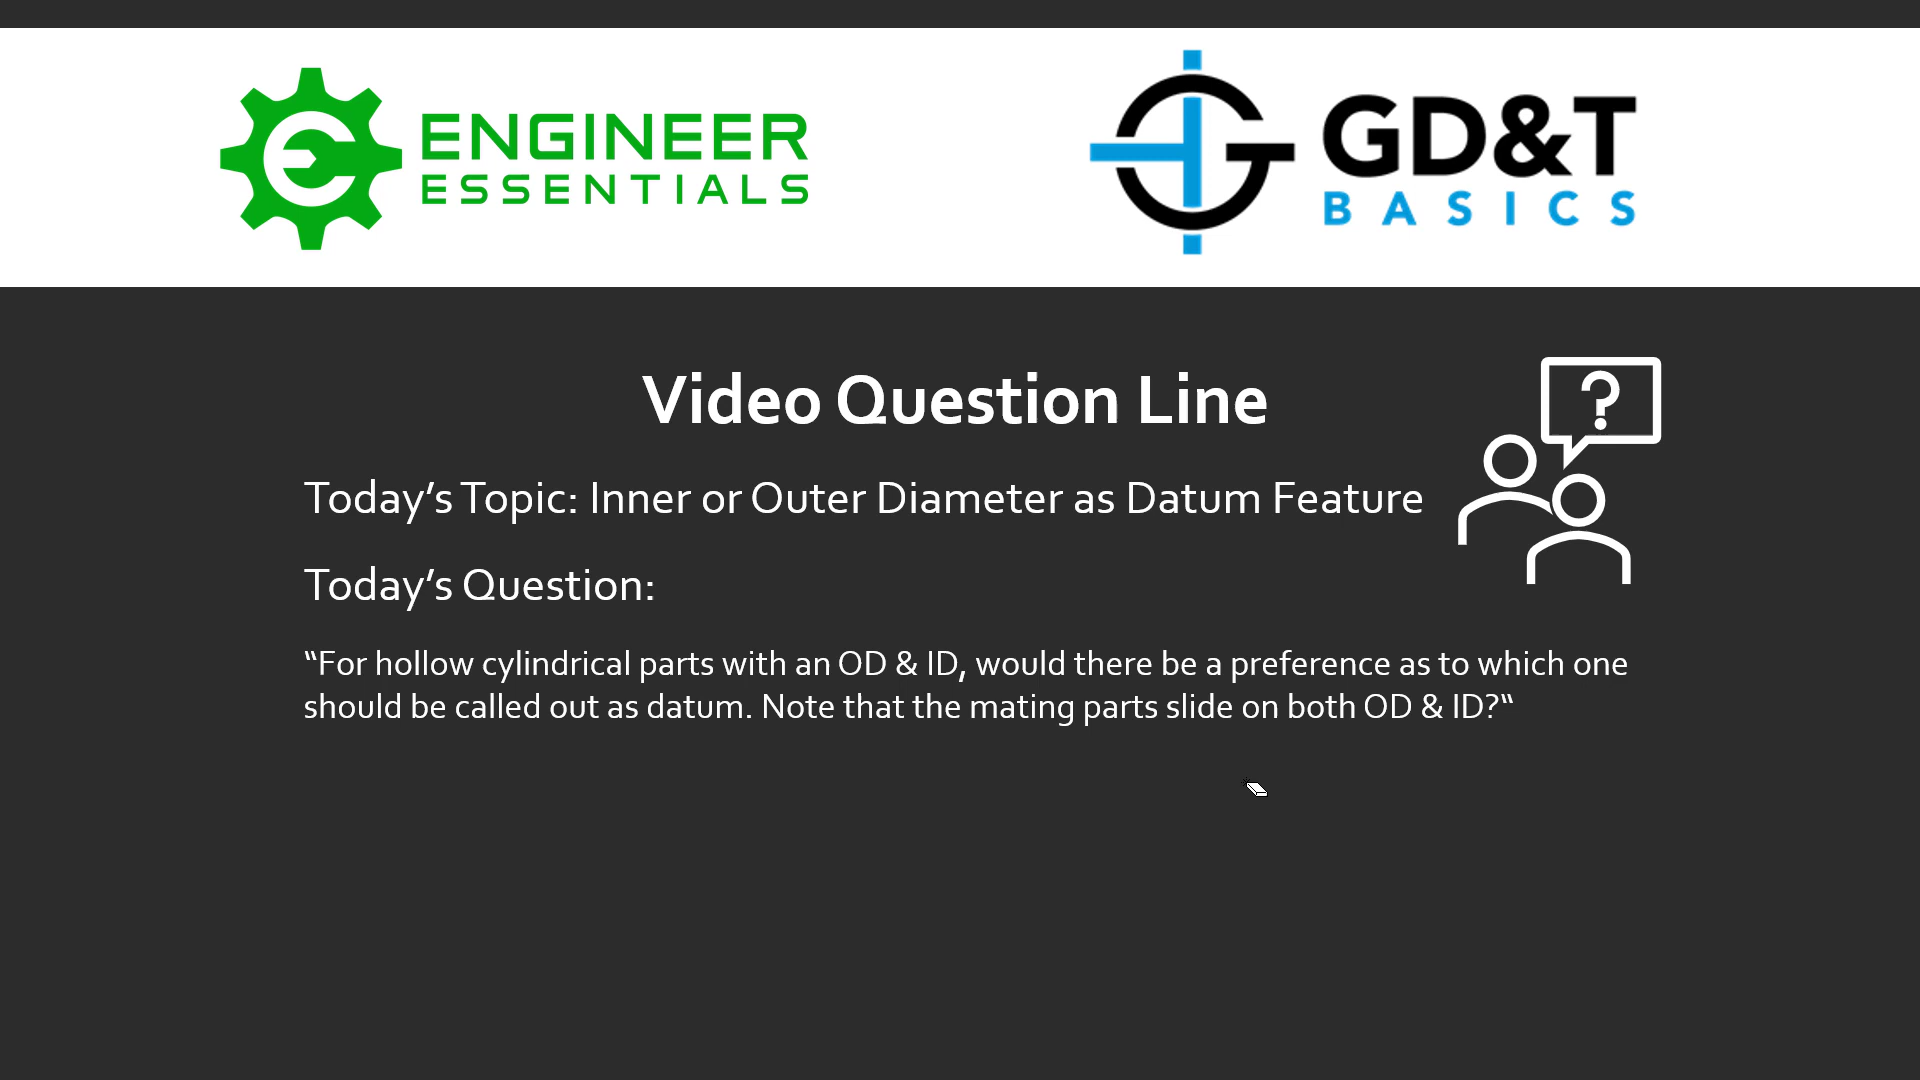 ENGINEER
ESSENTIALS
GD&T
BASICS
Video Question Line
?
Today’s Topic: Inner or Outer Diameter as Datum Feature
Today’s Question:
“For hollow cylindrical parts with an OD & ID, would there be a preference as to which one
should be called out as datum. Note that the mating parts slide on both OD & ID?“